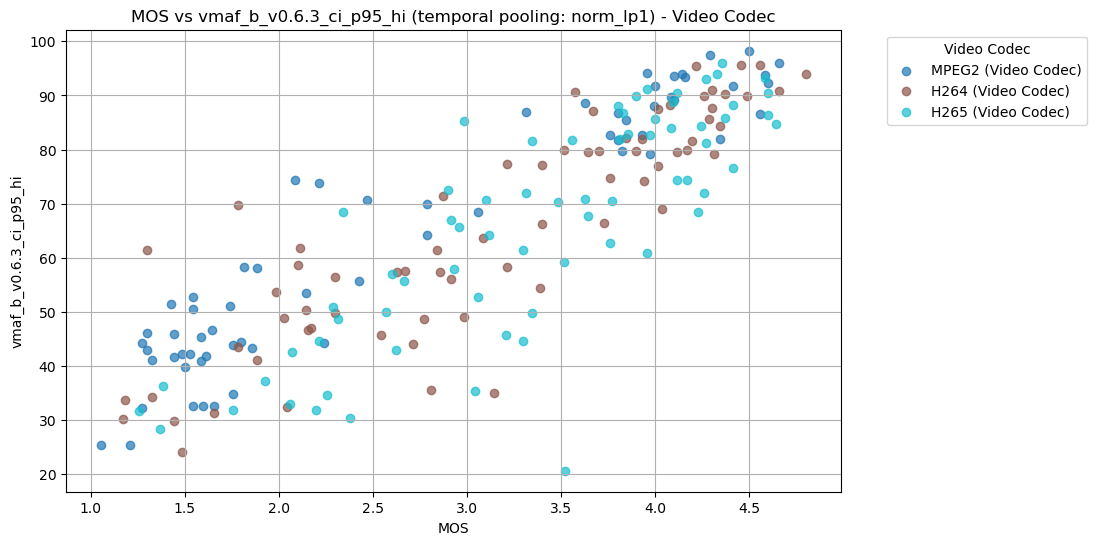 MOS vs vmaf_b_v0.6.3_ci_p95_hi (temporal pooling: norm_lp1) - Video Codec
100
90
80
70
60
50
40
30
20
vmaf_b_v0.6.3_ci_p95_hi
1.0 1.5 2.0 2.5 3.0 3.5 4.0 4.5
MOS
Video Codec
MPEG2 (Video Codec)
H264 (Video Codec)
H265 (Video Codec)